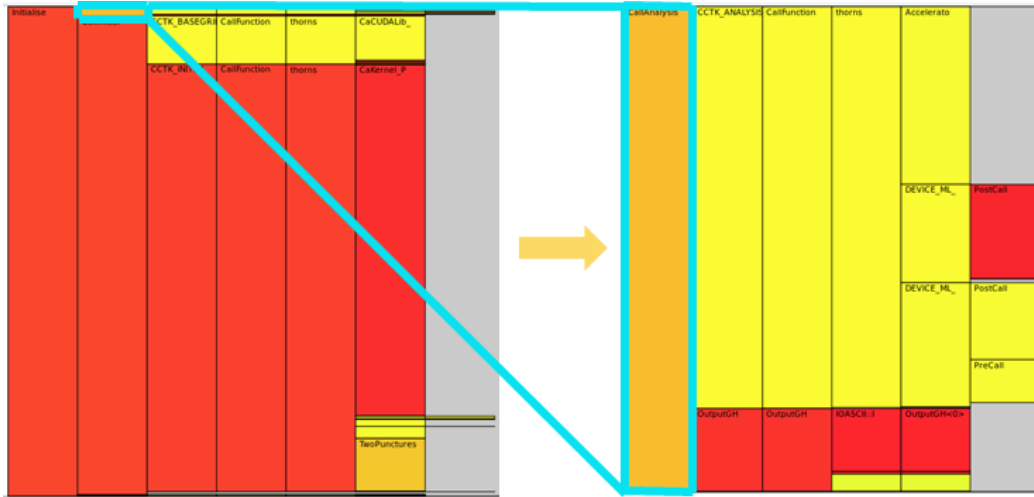 Initialise
CCTK_BASEGRI CallFunction thorns CaCUDALib_
CCTK_INIT CallFunction thorns CaKernel_P
TwoPunctures
CallAnalysis CCTK_ANALYSIS CallFunction thorns Accelerato
DEVICE_ML_ PostCall
DEVICE_ML_ PostCall
PreCall
OutputGH OutputGH IOASCII::I OutputGH<0>